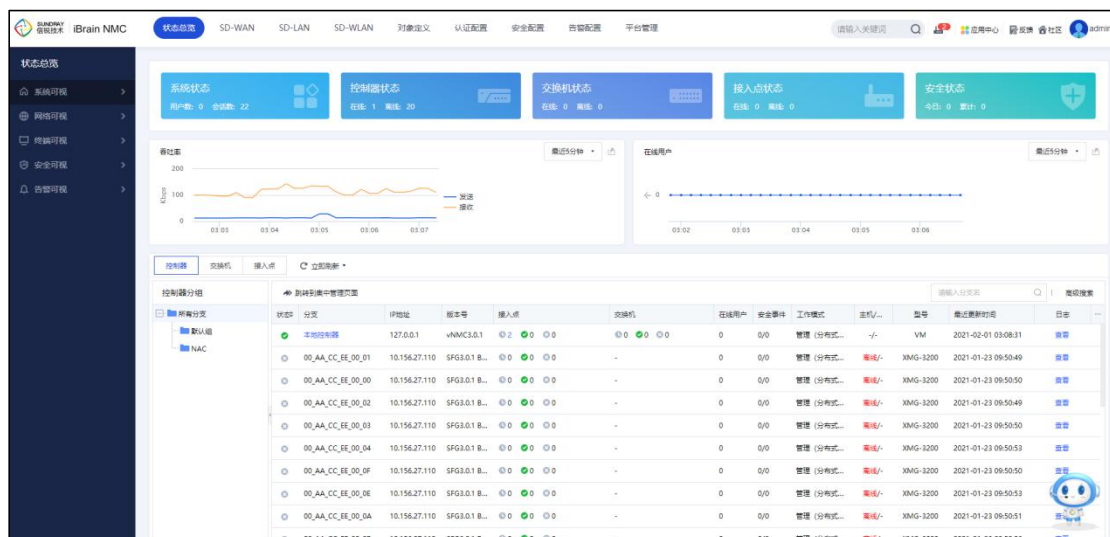 SUNDRAY
信锐技术 iBrain NMC 状态总览 SD-WAN SD-LAN SD-WLAN 对象定义 认证配置 安全配置 告警配置 平台管理 请输入关键词 2 应用中心 反馈 社区 admin
状态总览
系统可视
网络可视
终端可视
安全可视
告警可视
系统状态 控制器状态 交换机状态 接入点状态 安全状态
用户数: 0 会话数: 22 在线: 1 离线: 20 在线: 0 离线: 0 在线: 0 离线: 0 今日: 0 累计: 0
吞吐率 最近5分钟 在线用户 最近5分钟
200
Kbps 100 发送 0
接收
0
03:03 03:04 03:05 03:06 03:07 03:02 03:03 03:04 03:05 03:06
控制器 交换机 接入点 立即刷新
控制器分组 跳转到集中管理页面 请输入分支名 高级搜索
所有分支
默认组
NAC
状态 分支 IP地址 版本号 接入点 交换机 在线用户 安全事件 工作模式 主机/... 型号 最近更新时间 日志 ...
本地控制器 127.0.0.1 vNMC3.0.1 2 0 0 0 0 0 0 0/0 管理（分布式... -/- VM 2021-02-01 03:08:31 查看
00_AA_CC_EE_00_01 10.156.27.110 SFG3.0.1 B... 0 0 0 - 0 0/0 管理（分布式... 离线/- XMG-3200 2021-01-23 09:50:49 查看
00_AA_CC_EE_00_00 10.156.27.110 SFG3.0.1 B... 0 0 0 - 0 0/0 管理（分布式... 离线/- XMG-3200 2021-01-23 09:50:50 查看
00_AA_CC_EE_00_02 10.156.27.110 SFG3.0.1 B... 0 0 0 - 0 0/0 管理（分布式... 离线/- XMG-3200 2021-01-23 09:50:49 查看
00_AA_CC_EE_00_03 10.156.27.110 SFG3.0.1 B... 0 0 0 - 0 0/0 管理（分布式... 离线/- XMG-3200 2021-01-23 09:50:50 查看
00_AA_CC_EE_00_04 10.156.27.110 SFG3.0.1 B... 0 0 0 - 0 0/0 管理（分布式... 离线/- XMG-3200 2021-01-23 09:50:53 查看
00_AA_CC_EE_00_0F 10.156.27.110 SFG3.0.1 B... 0 0 0 - 0 0/0 管理（分布式... 离线/- XMG-3200 2021-01-23 09:50:50 查看
00_AA_CC_EE_00_0E 10.156.27.110 SFG3.0.1 B... 0 0 0 - 0 0/0 管理（分布式... 离线/- XMG-3200 2021-01-23 09:50:53
00_AA_CC_EE_00_0A 10.156.27.110 SFG3.0.1 B... 0 0 0 - 0 0/0 管理（分布式... 离线/- XMG-3200 2021-01-23 09:50:51